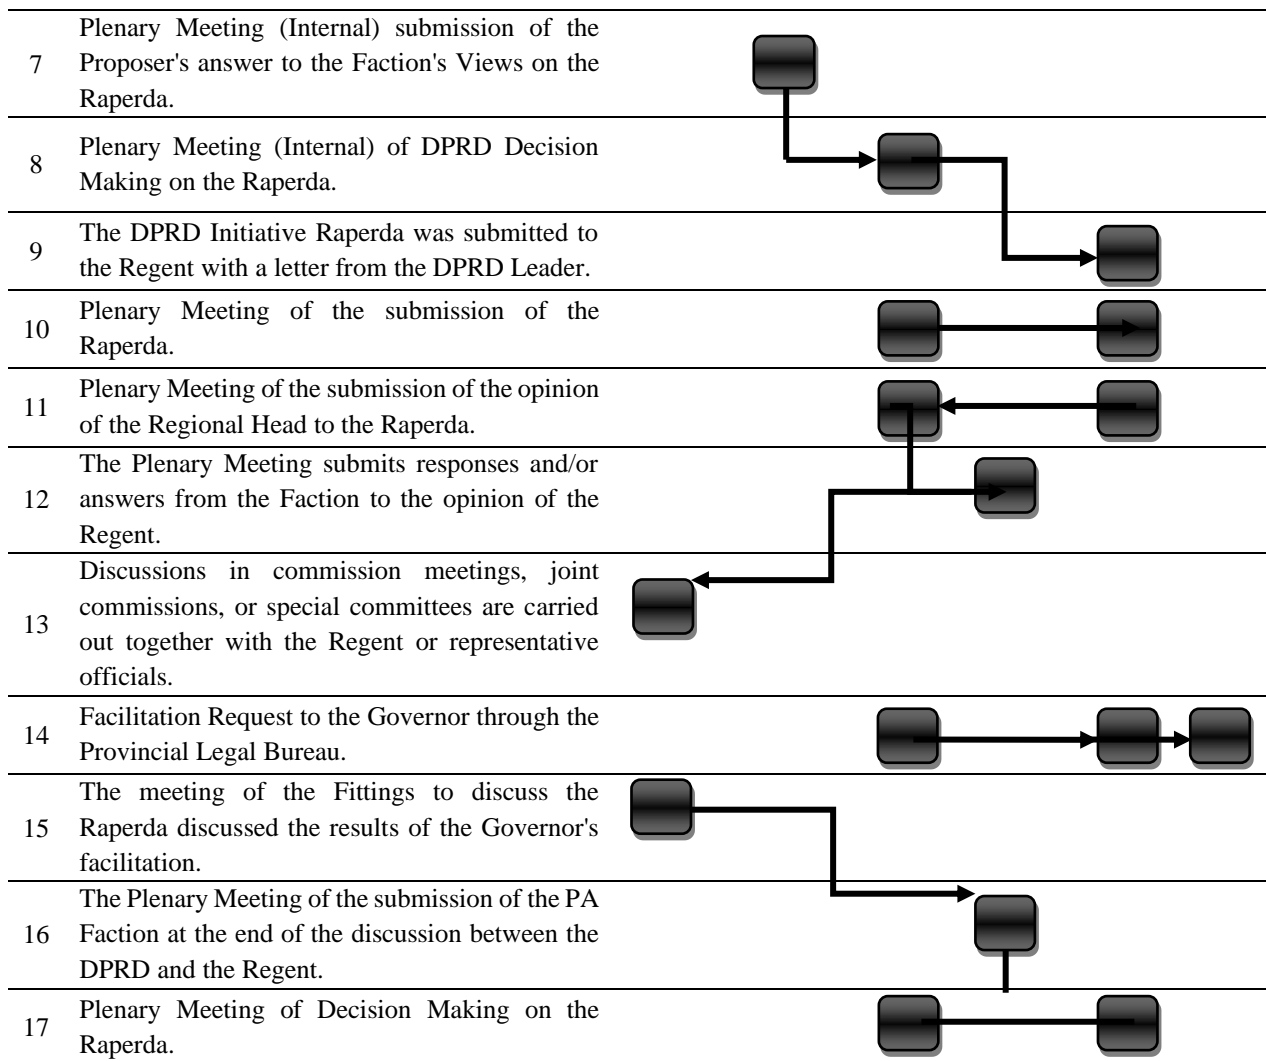 Plenary Meeting (Internal) submission of the
7 Proposer's answer to the Faction's Views on the
Raperda.
8 Plenary Meeting (Internal) of DPRD Decision
Making on the Raperda.
9 The DPRD Initiative Raperda was submitted to
the Regent with a letter from the DPRD Leader.
10 Plenary Meeting of the submission of the
Raperda.
11 Plenary Meeting of the submission of the opinion
of the Regional Head to the Raperda.
The Plenary Meeting submits responses and/or
12 answers from the Faction to the opinion of the
Regent.
Discussions in commission meetings, joint
commissions, or special committees are carried
13 out together with the Regent or representative
officials.
14 Facilitation Request to the Governor through the
Provincial Legal Bureau.
The meeting of the Fittings to discuss the
15 Raperda discussed the results of the Governor's
facilitation.
The Plenary Meeting of the submission of the PA
16 Faction at the end of the discussion between the
DPRD and the Regent.
17 Plenary Meeting of Decision Making on the
Raperda.